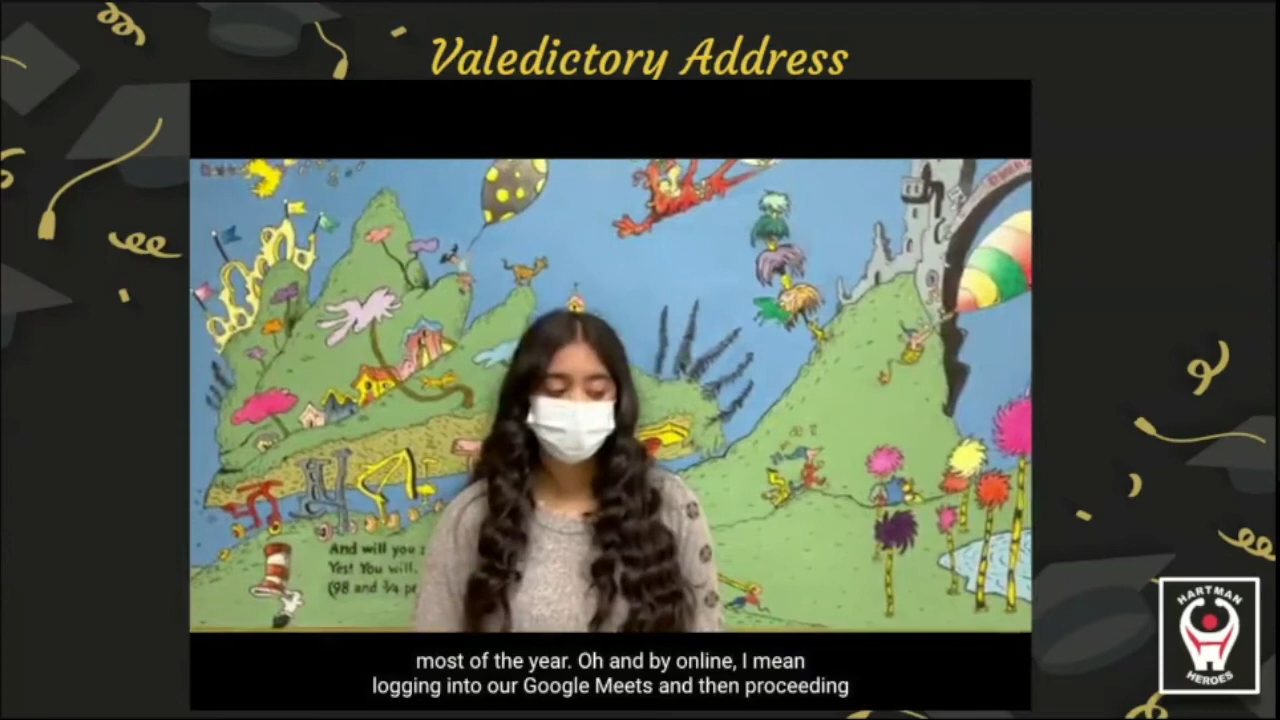 Valedictory Address
And will you
Yes! You will,
(98 and ¾ pe
most of the year. Oh and by online, I mean
logging into our Google Meets and then proceeding
HARTMAN
HEROES